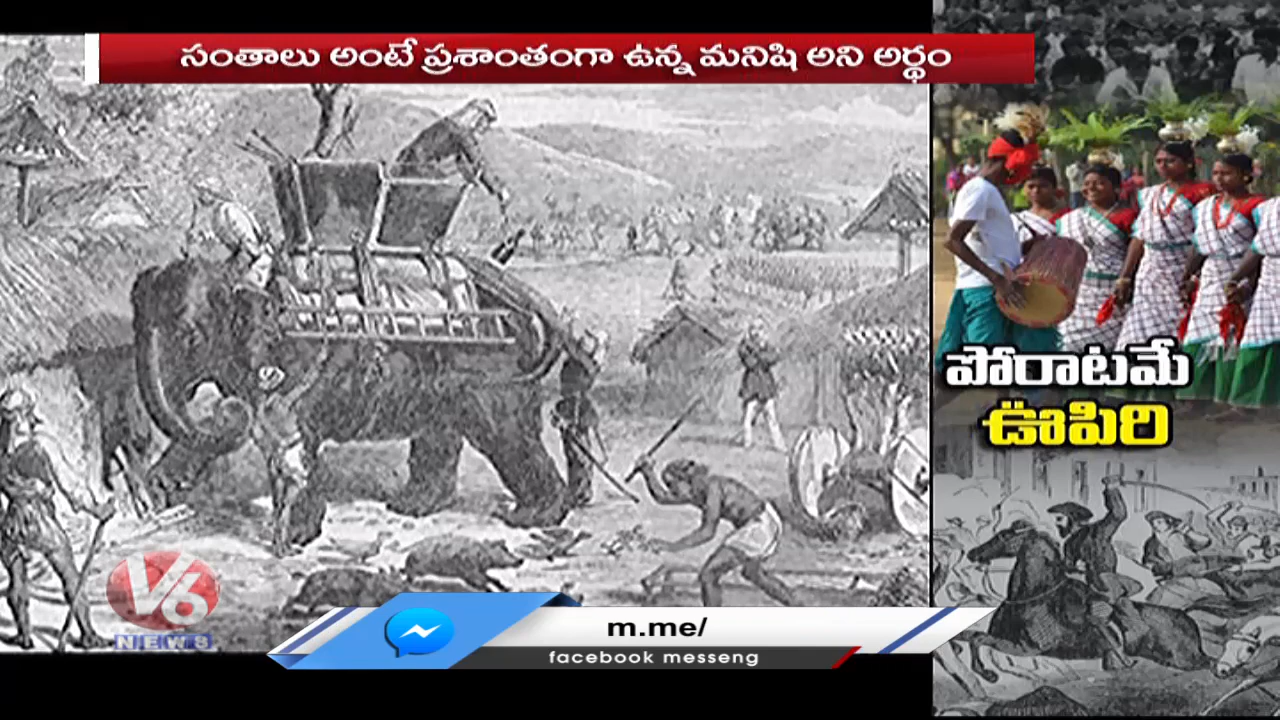 సంతాలు అంటే ప్రశాంతంగా ఉన్న మనిషి అని అర్థం
పోరాటమే
ఊపిరి
V6
NEWS
m.me/
facebook messeng